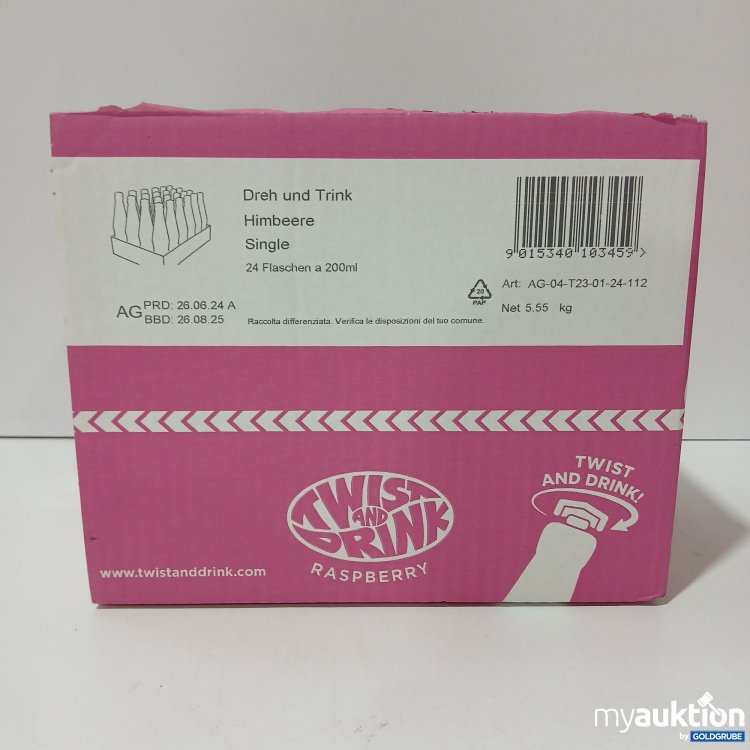 Dreh und Trink
Himbeere
Single
24 Flaschen a 200ml
9 015340 103459 >
20
PAP
Art: AG-04-T23-01-24-112
Net 5.55 kg
AG PRD: 26.06.24 A
BBD: 26.08.25
Raccolta differenziata. Verifica le disposizioni del tuo comune.
TWIST
AND DRINK!
TWIST
AND
DRINK
RASPBERRY
www.twistanddrink.com
myauktion
by GOLDGRUBE